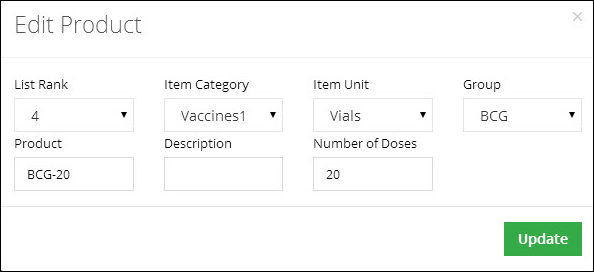 Edit Product ×
List Rank Item Category Item Unit Group
4 Vaccines1 Vials BCG
Product Description Number of Doses
BCG-20 20
Update